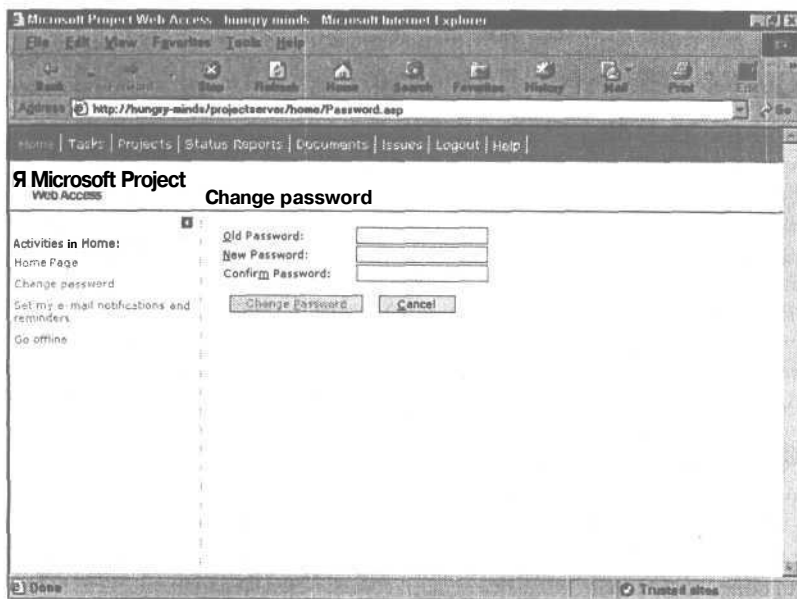 Microsoft Project Web Access - hungry minds - Microsoft Internet Explorer
File Edit View Favorites Tools Help
Back Forward Stop Refresh Home Search Favorites History Mail Print Edit
Address http://hungry-minds/projectserver/home/Password.asp Go
Home | Tasks | Projects | Status Reports | Documents | Issues | Logout | Help |
Я Microsoft Project
Web Access
Change password
Activities in Home:
Home Page
Change password
Set my e-mail notifications and
reminders
Go offline
Old Password:
New Password:
Confirm Password:
Change Password Cancel
Done Trusted sites